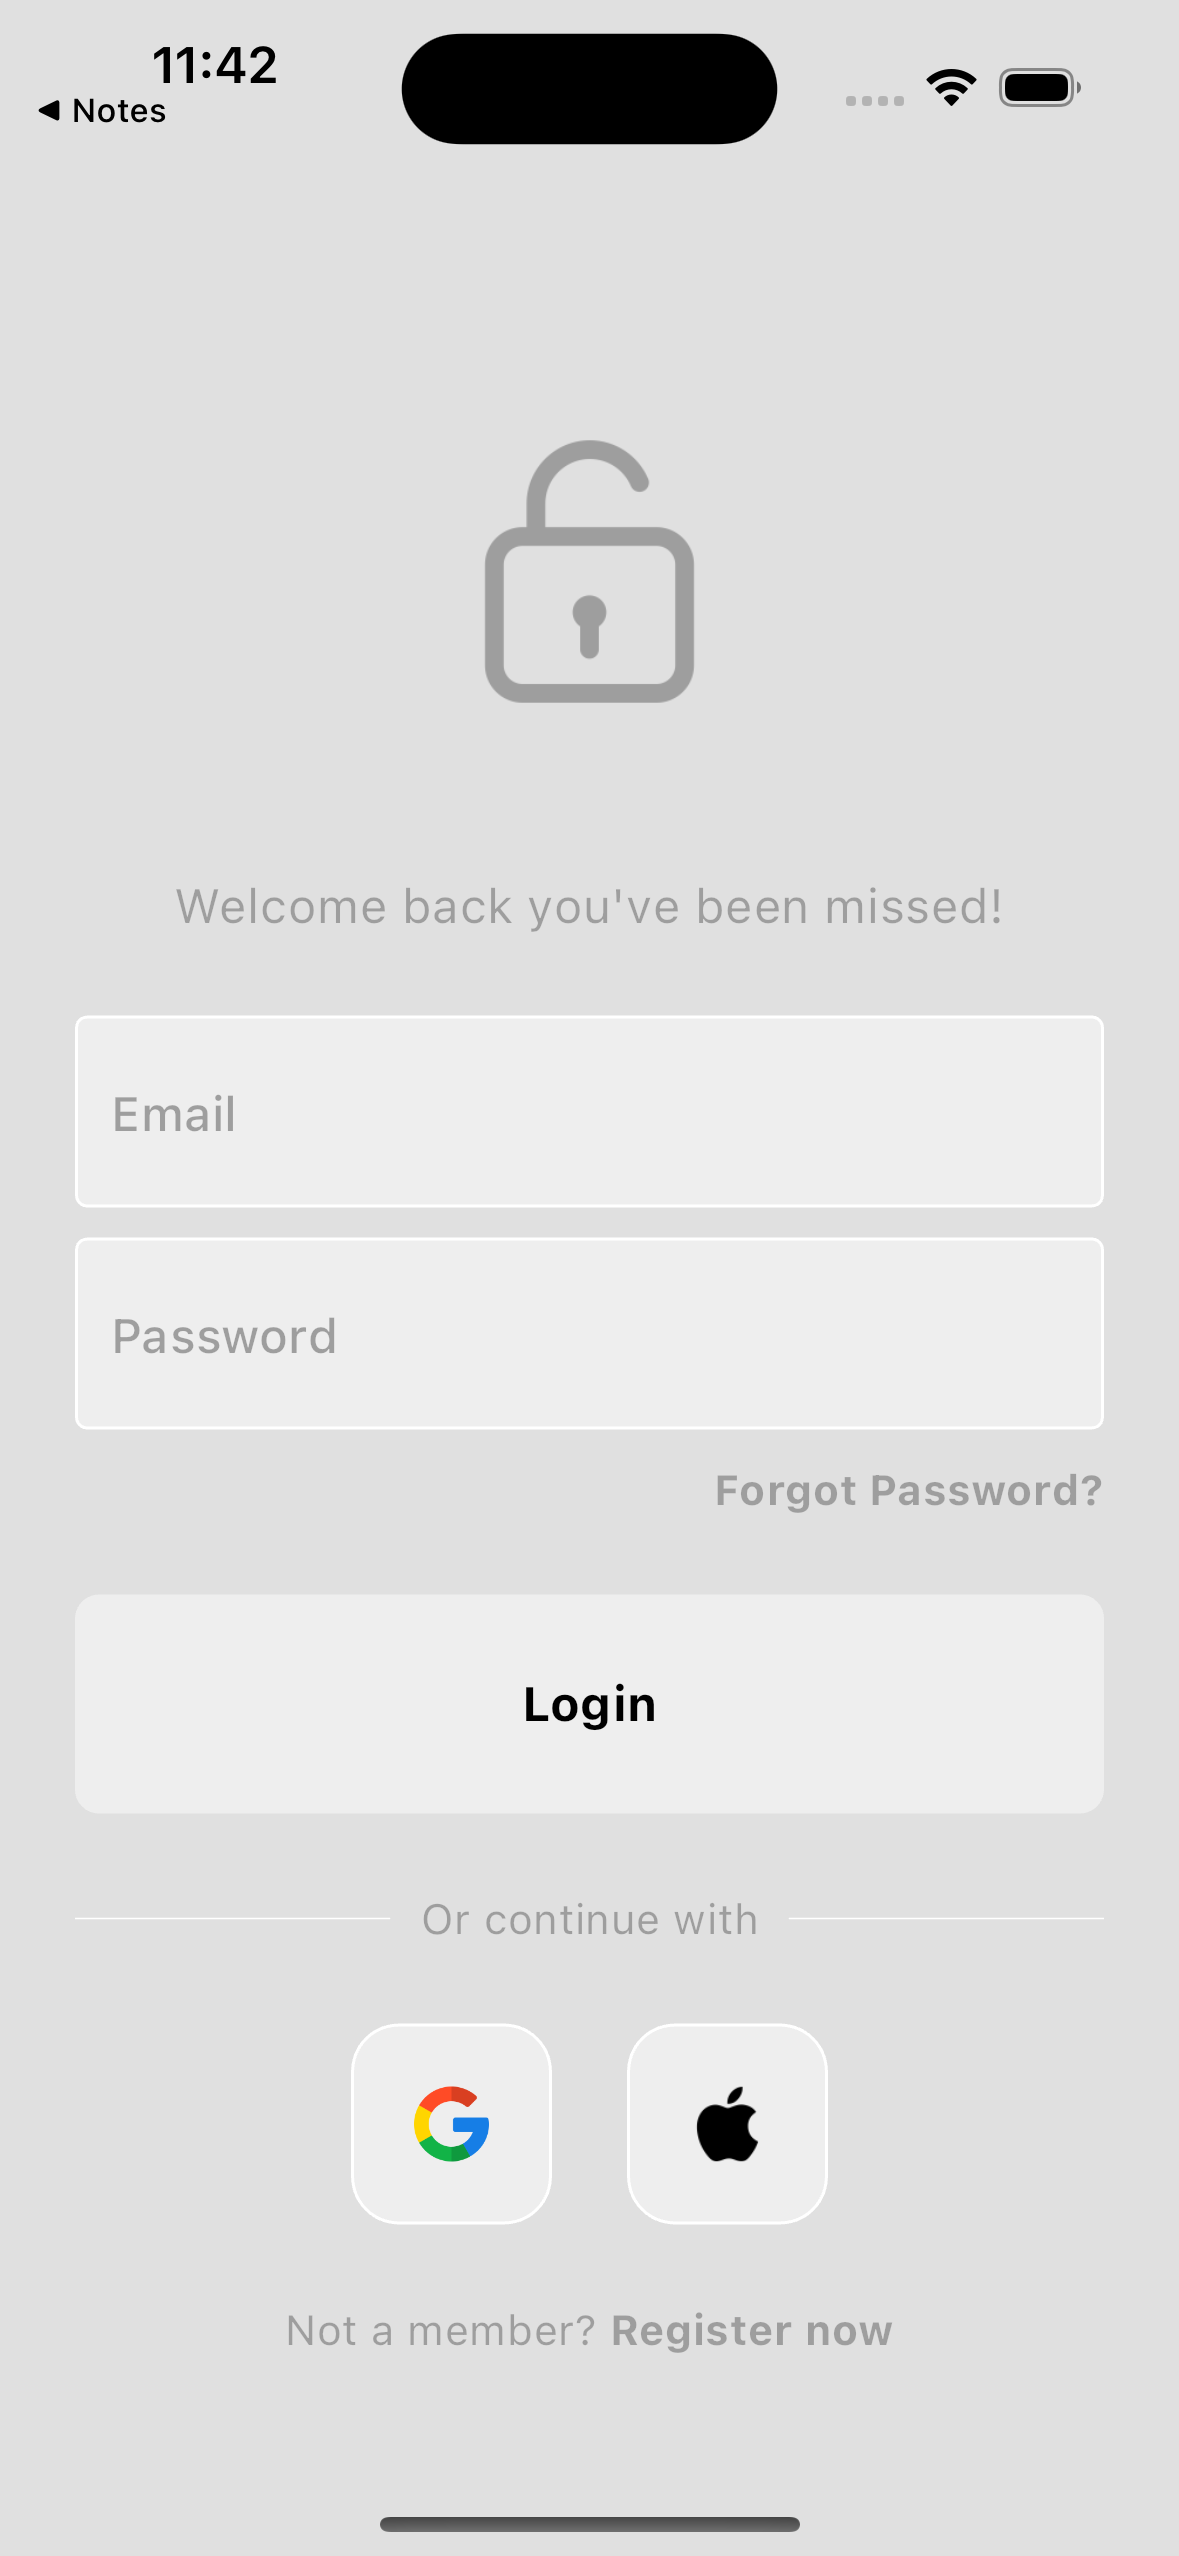 11:42
◀ Notes
Welcome back you've been missed!
Email
Password
Forgot Password?
Login
Or continue with
Not a member? Register now